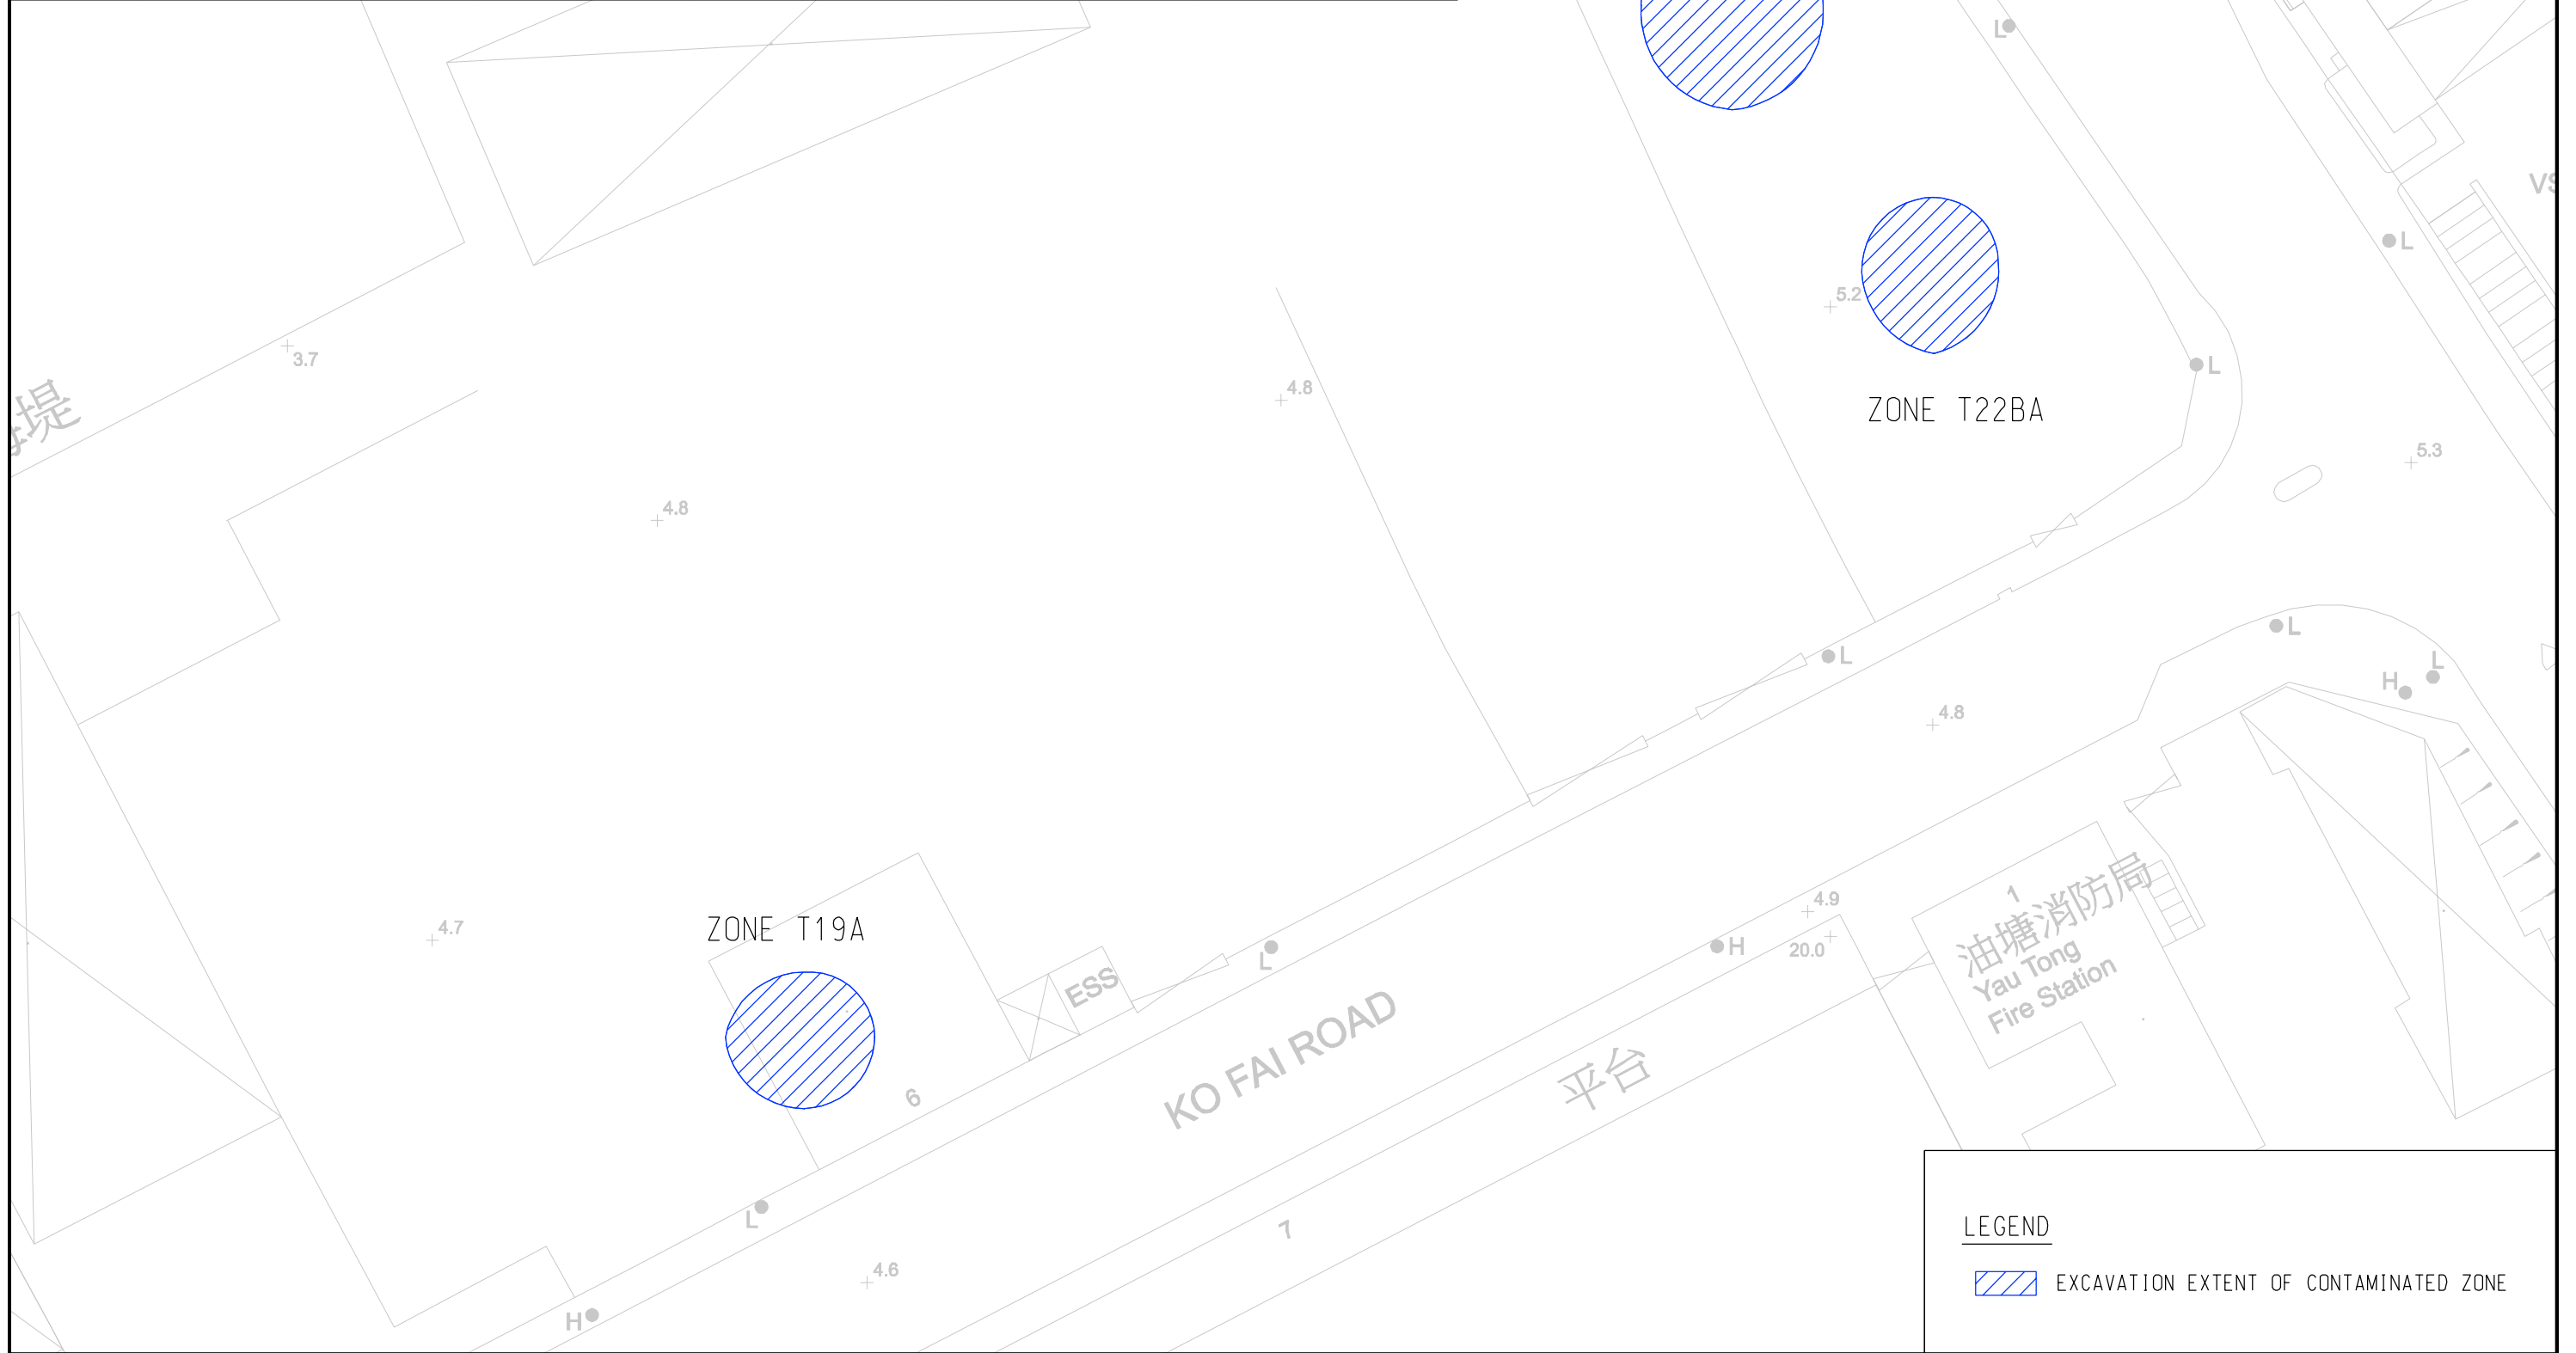 L
VS
L
5.2
3.7
L
4.8
堤
ZONE T22BA
5.3
4.8
L
L
L
H
4.8
1
油塘消防局
Yau Tong
Fire Station
4.9
ZONE T19A
4.7
H
20.0
L
ESS
KO FAI ROAD
平台
6
L
7
4.6
H
LEGEND
EXCAVATION EXTENT OF CONTAMINATED ZONE